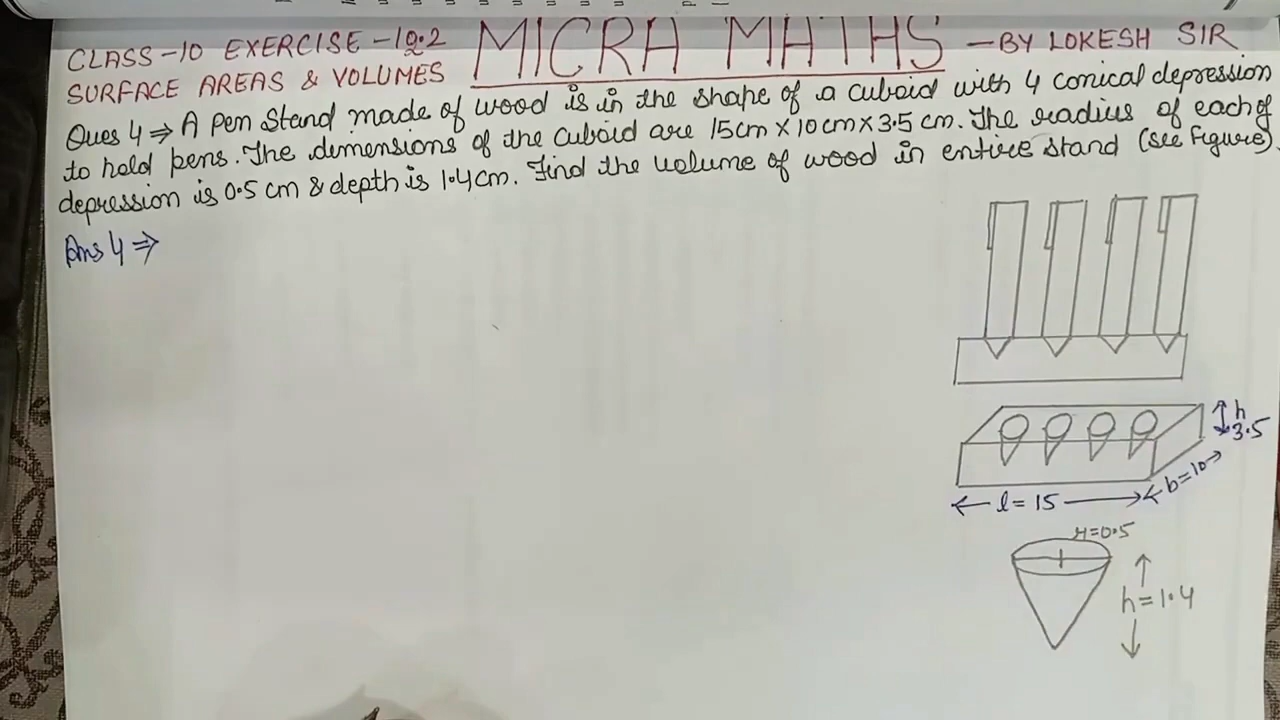 CLASS-10 EXERCISE-12.2 MICRA MATHS - BY LOKESH SIR
SURFACE AREAS & VOLUMES
Ques 4 ⇒ A Pen Stand made of wood is in the shape of a cuboid with 4 conical depression
to hold pens. The dimensions of the cuboid are 15cm × 10cm × 3.5 cm. The radius of each of
depression is 0.5 cm & depth is 1.4 cm. Find the volume of wood in entire stand (see figure).
Ans 4 ⇒
h
3.5
b=10
l=15
r=0.5
h=1.4